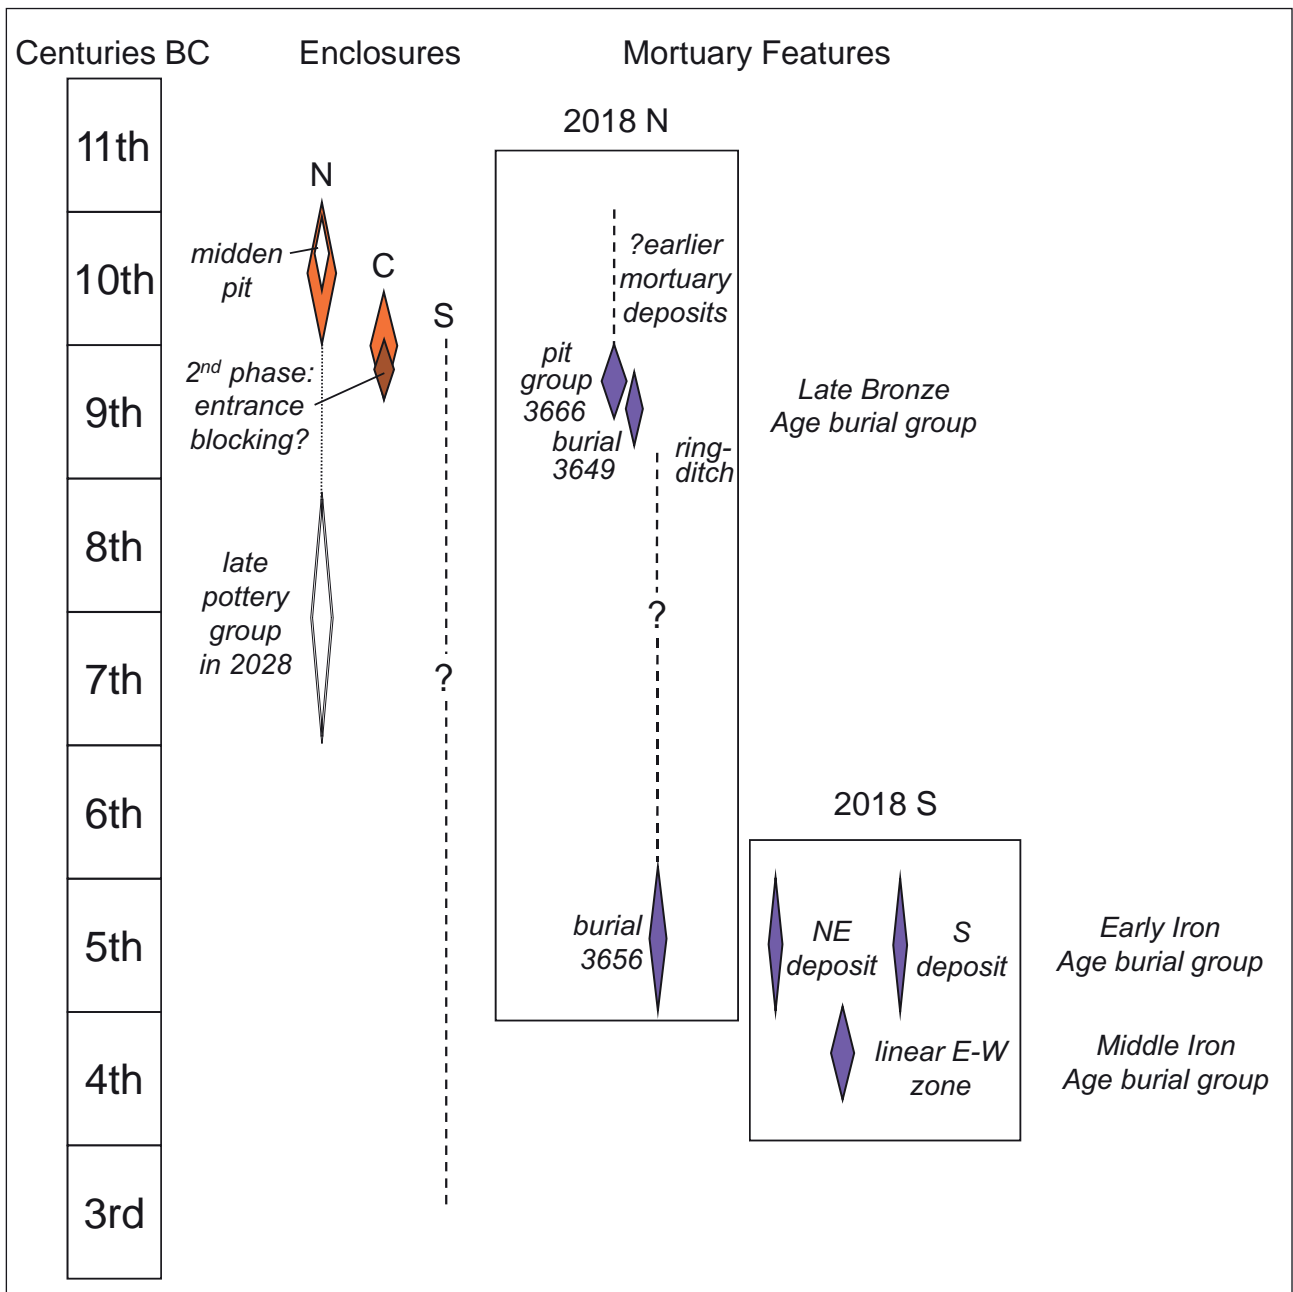 Centuries BC
Enclosures
Mortuary Features
11th
10th
9th
8th
7th
6th
5th
4th
3rd
N
midden
pit
C
S
2nd phase:
entrance
blocking?
late
pottery
group
in 2028
?
2018 N
?earlier
mortuary
deposits
pit
group
3666
burial
3649
ring-
ditch
?
burial
3656
Late Bronze
Age burial group
2018 S
NE
deposit
S
deposit
linear E-W
zone
Early Iron
Age burial group
Middle Iron
Age burial group